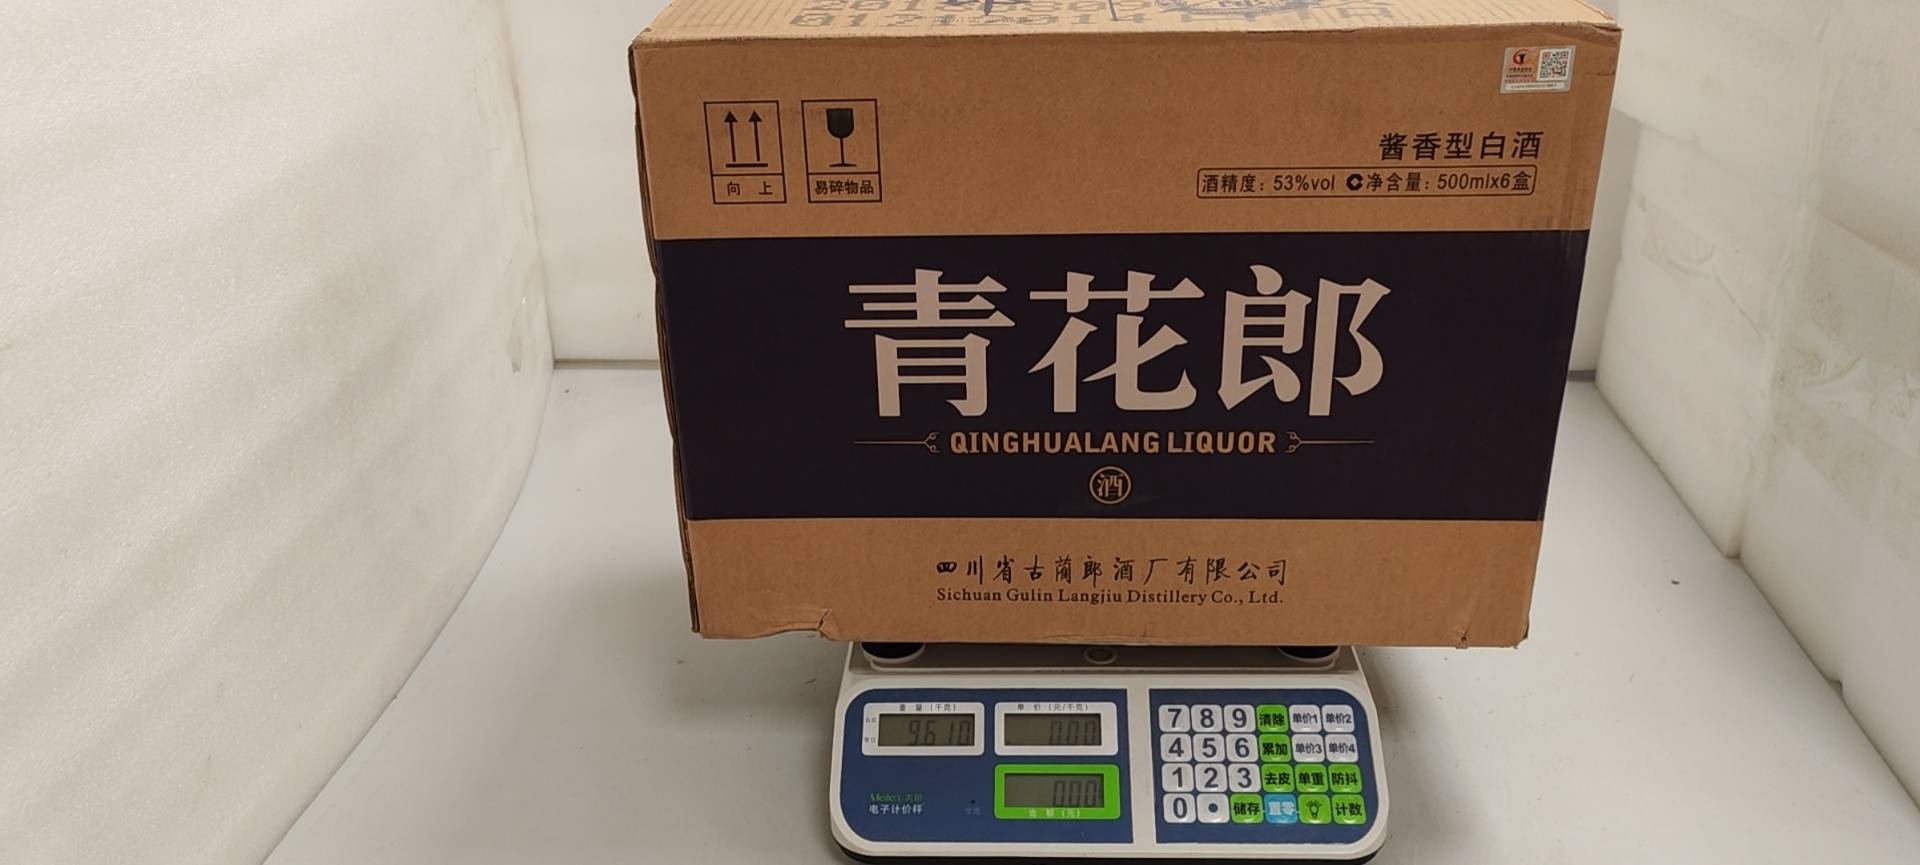 向 上
易碎物品
酱香型白酒
酒精度：53%vol 净含量：500mlx6盒
青花郎
QINGHUALANG LIQUOR
酒
四川省古蔺郎酒厂有限公司
Sichuan Gulin Langjiu Distillery Co., Ltd.
重 量 (千克)
单 价 (元/千克)
9.610
0.00
0.00
金 额 (元)
电子计价秤
7 8 9 清除 单价1 单价2
4 5 6 累加 单价3 单价4
1 2 3 去皮 单重 防抖
0 • 储存 置零 计数